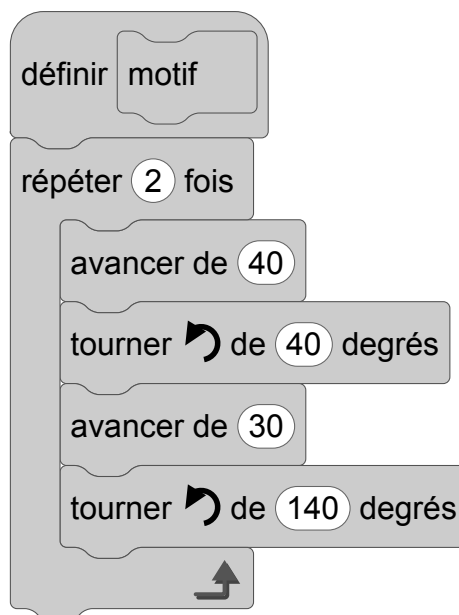 définir motif
répéter 2 fois
avancer de 40
tourner de 40 degrés
avancer de 30
tourner de 140 degrés